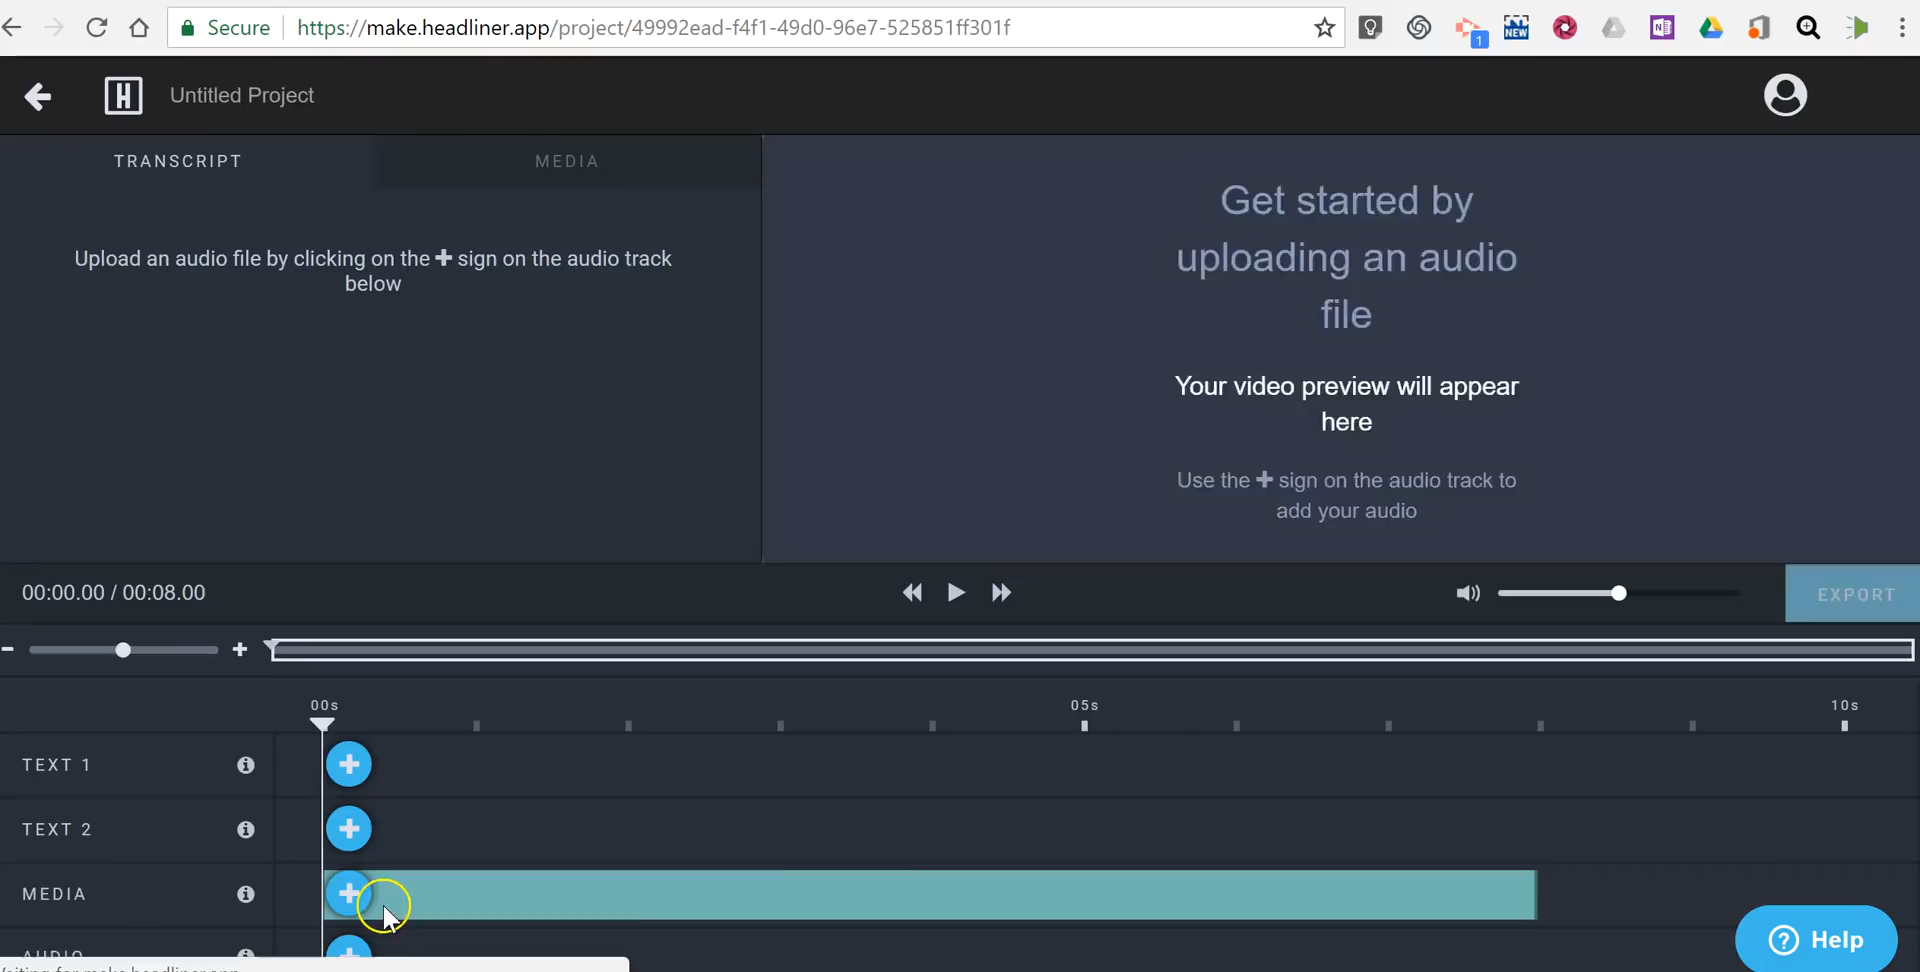 Secure
https://make.headliner.app/project/49992ead-f4f1-49d0-96e7-525851ff301f
1
NEW
N
H
Untitled Project
TRANSCRIPT
MEDIA
Upload an audio file by clicking on the + sign on the audio track
below
Get started by
uploading an audio
file
Your video preview will appear
here
Use the + sign on the audio track to
add your audio
00:00.00 / 00:08.00
EXPORT
00s
05s
10s
TEXT 1
TEXT 2
MEDIA
AUDIO
Help